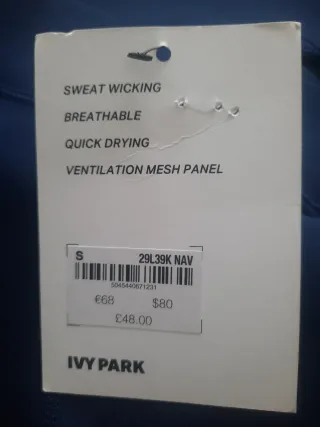 SWEAT WICKING
BREATHABLE
QUICK DRYING
VENTILATION MESH PANEL
S 29L39K NAV
5045440671231
€68 $80
£48.00
IVY PARK